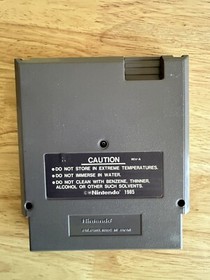 CAUTION
• DO NOT STORE IN EXTREME TEMPERATURES.
• DO NOT IMMERSE IN WATER.
• DO NOT CLEAN WITH BENZENE, THINNER,
ALCOHOL OR OTHER SUCH SOLVENTS.
©Nintendo 1985
Nintendo